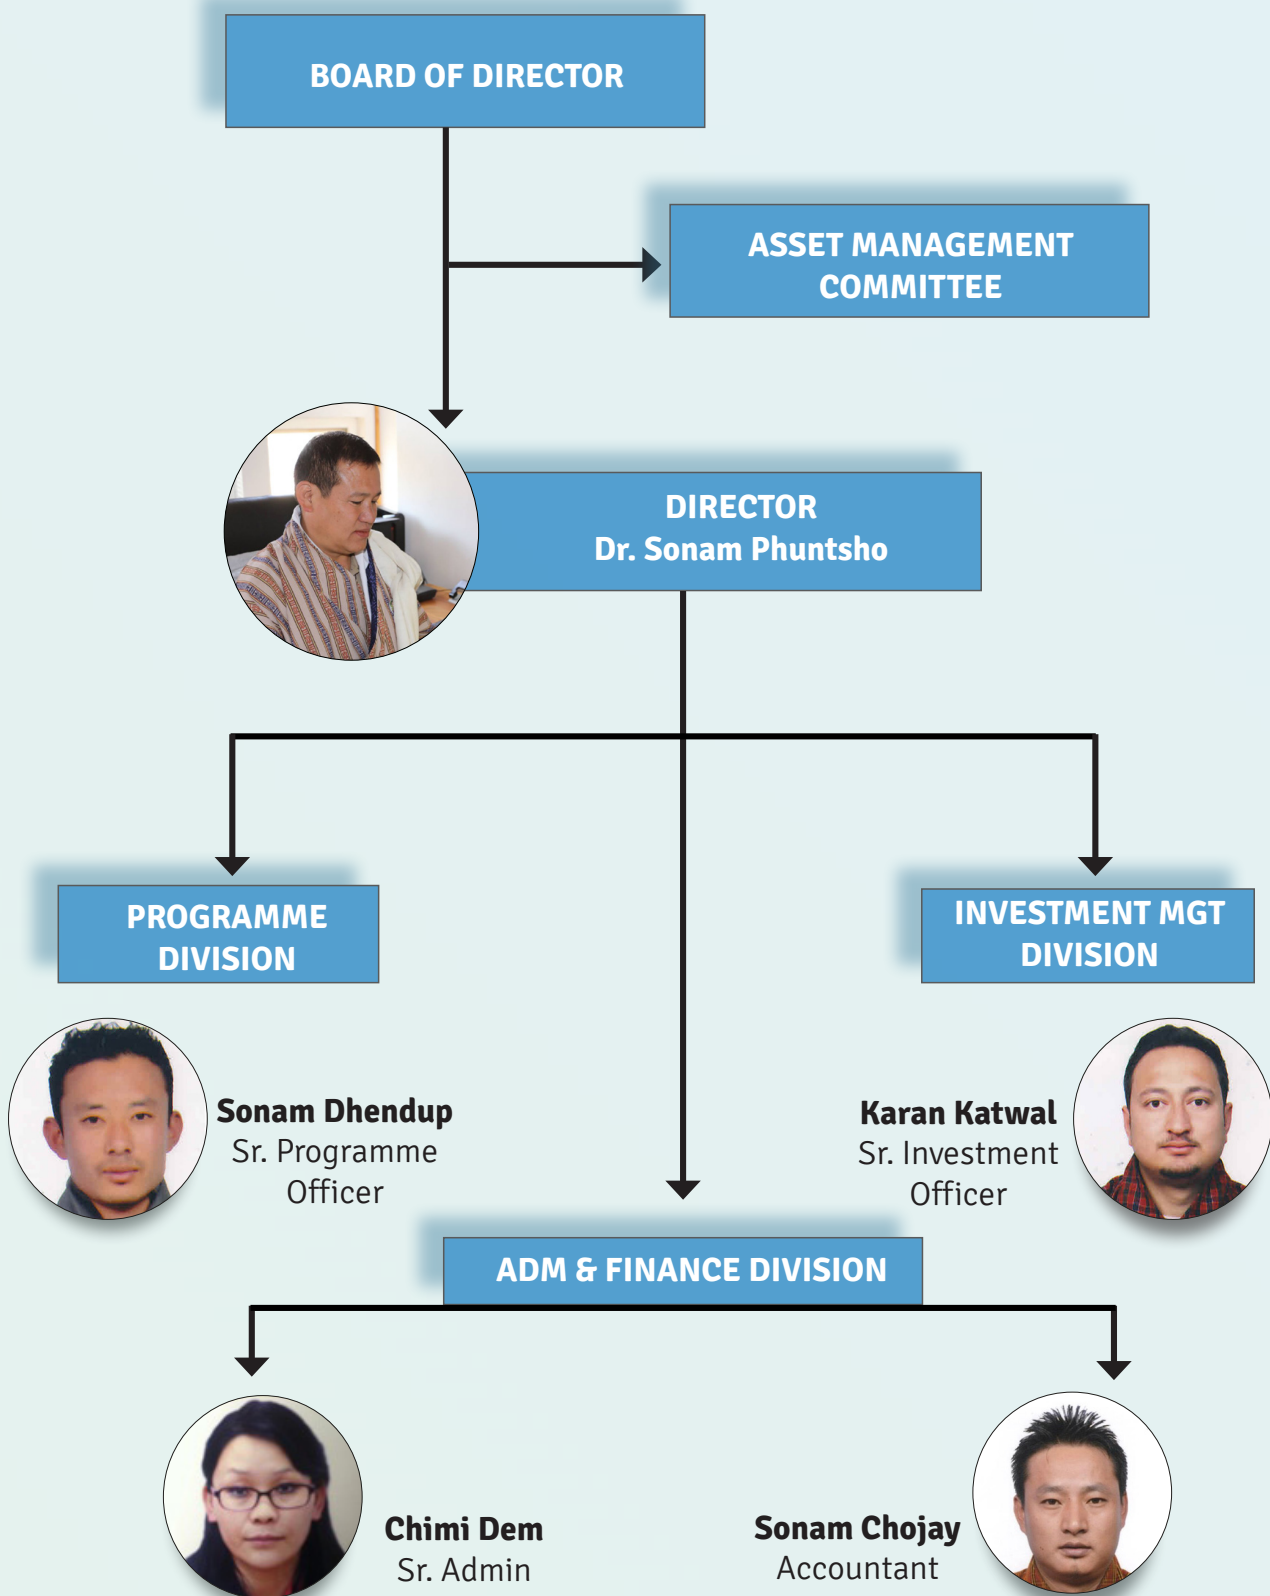 BOARD OF DIRECTOR
ASSET MANAGEMENT
COMMITTEE
DIRECTOR
Dr. Sonam Phuntsho
PROGRAMME
DIVISION
INVESTMENT MGT
DIVISION
Sonam Dhendup
Sr. Programme
Officer
Karan Katwal
Sr. Investment
Officer
ADM & FINANCE DIVISION
Chimi Dem
Sr. Admin
Sonam Chojay
Accountant